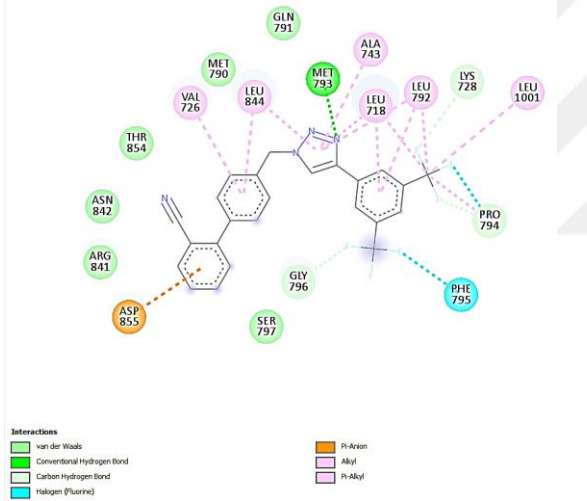 GLN
791
ALA
743
MET
790
MET
793
LYS
728
VAL
726
LEU
844
LEU
718
LEU
792
LEU
1001
THR
854
N
N
N
N
ASN
842
PRO
794
ARG
841
GLY
796
PHE
795
ASP
855
SER
797
Interactions
van der Waals
Conventional Hydrogen Bond
Carbon Hydrogen Bond
Halogen (Fluorine)
Pi-Anion
Alkyl
Pi-Alkyl